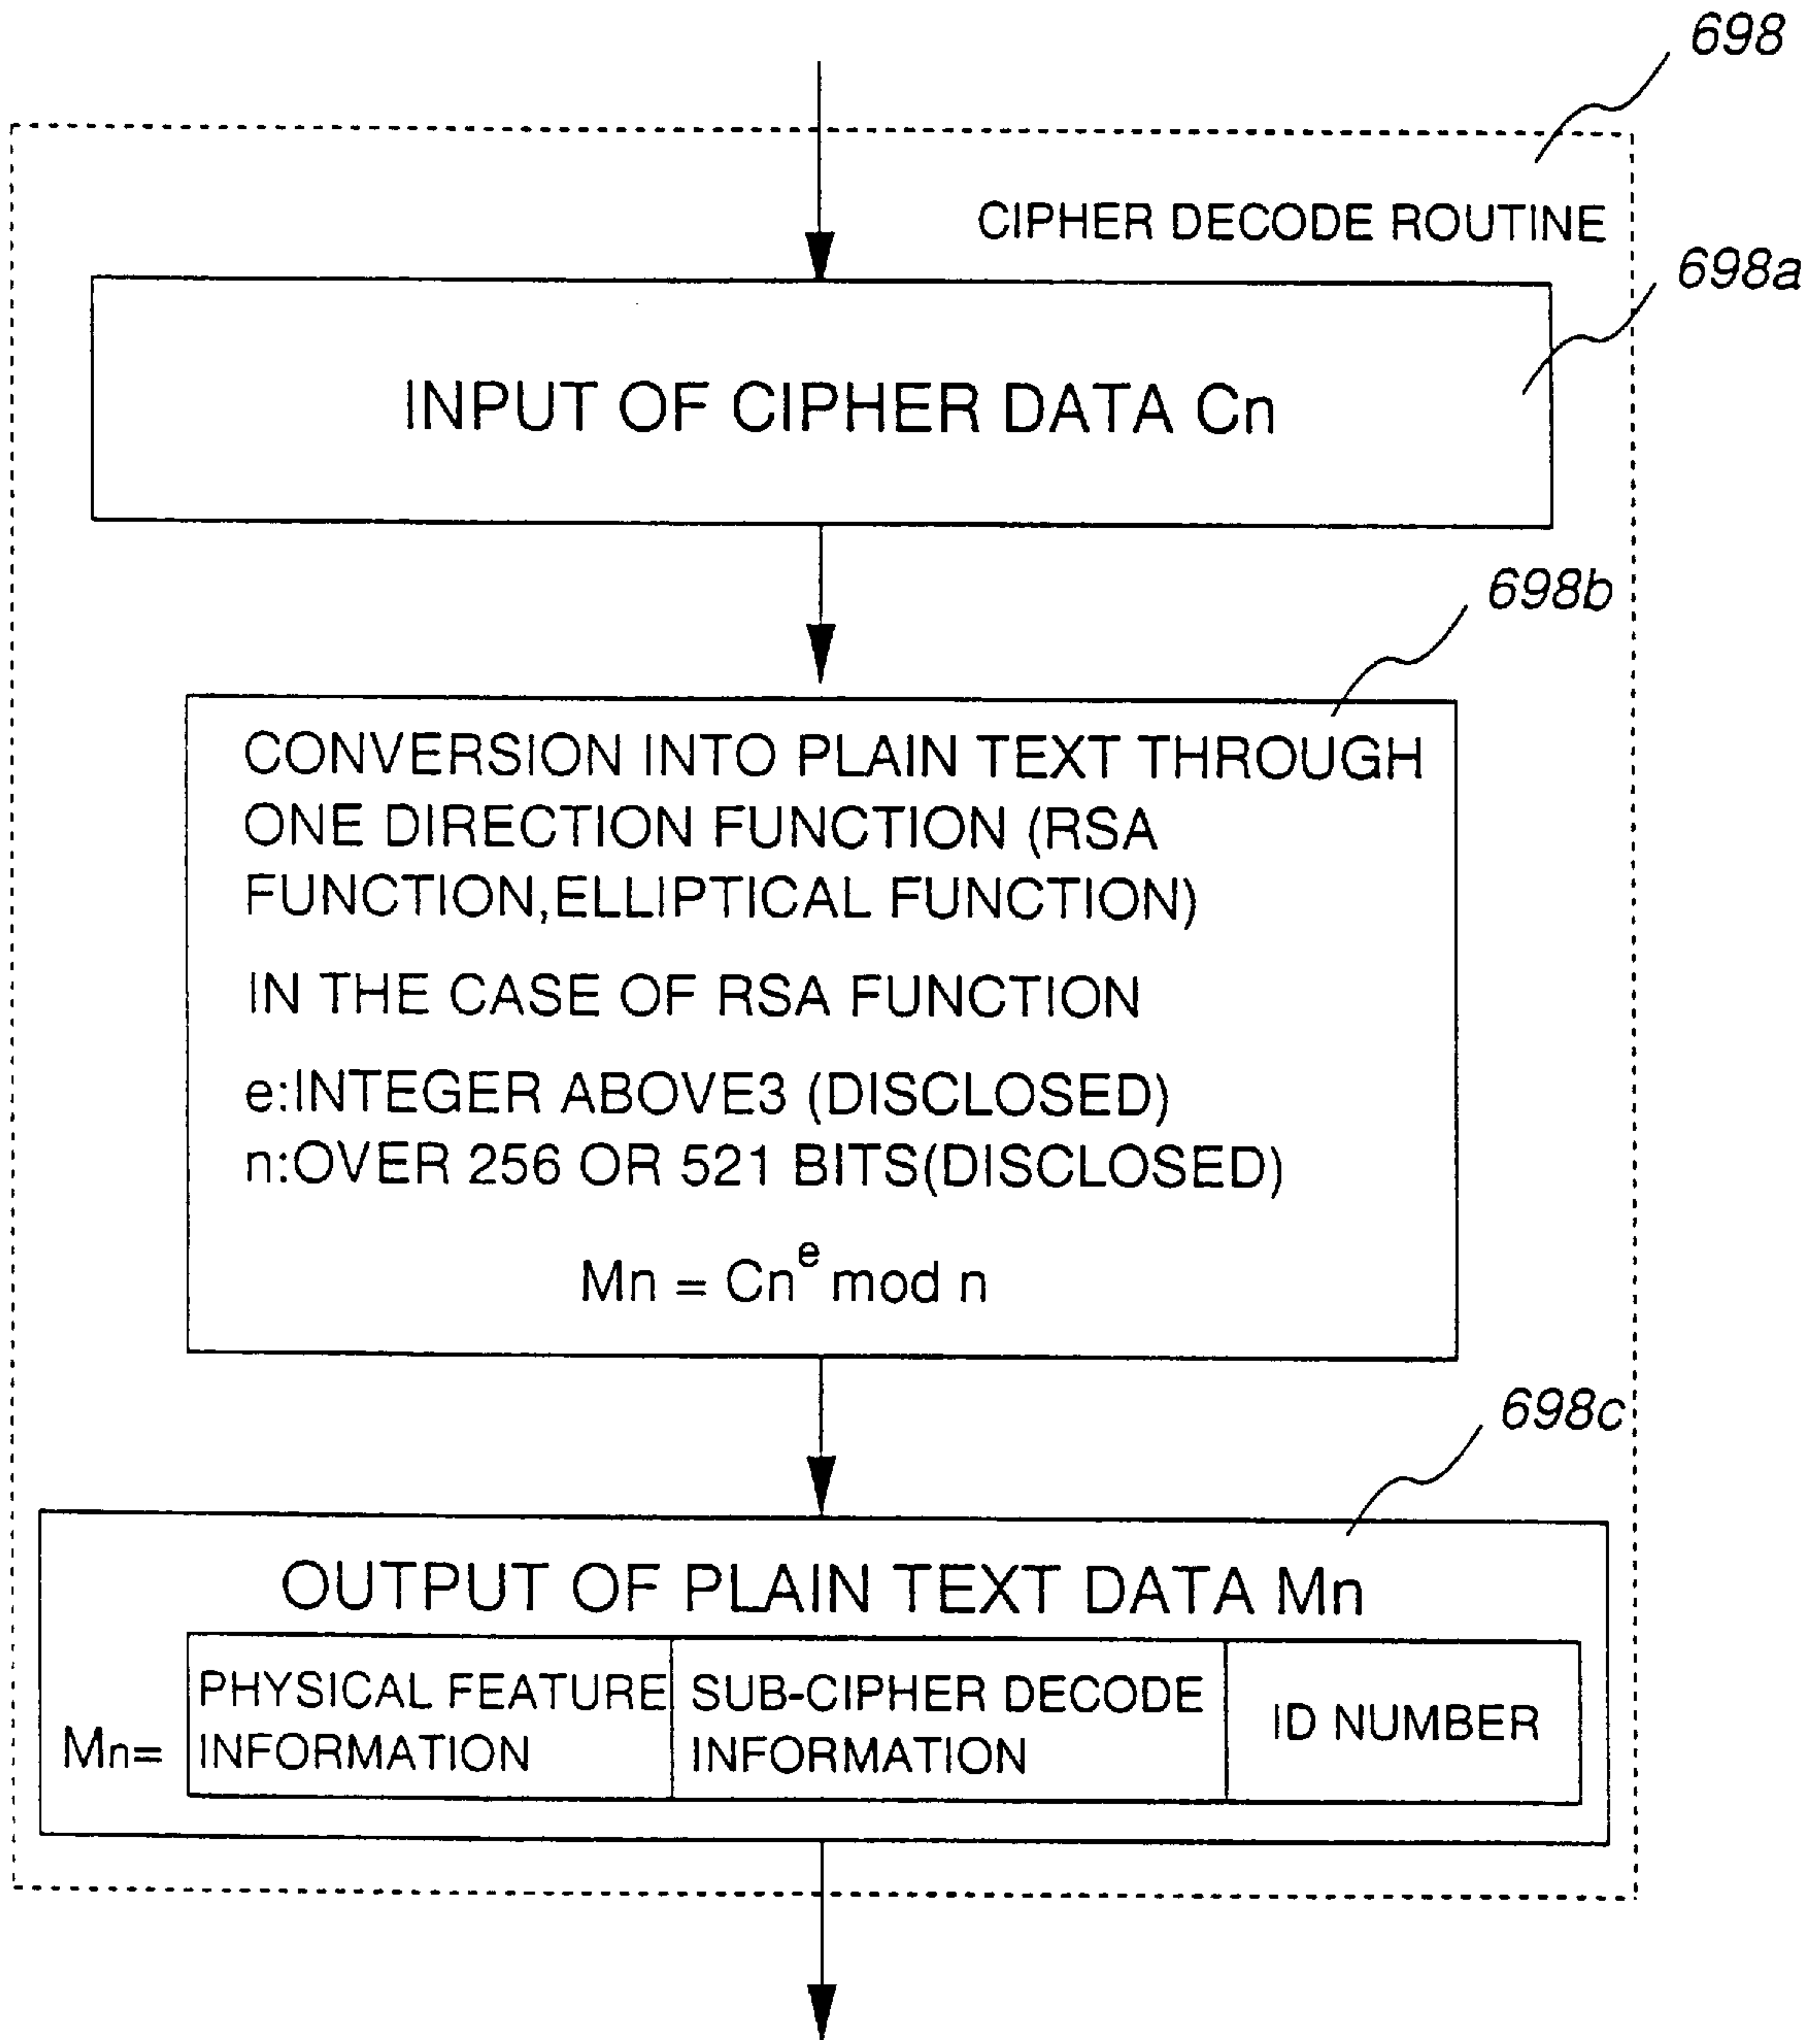 698
CIPHER DECODE ROUTINE
698a
INPUT OF CIPHER DATA Cn
698b
CONVERSION INTO PLAIN TEXT THROUGH
ONE DIRECTION FUNCTION (RSA
FUNCTION,ELLIPTICAL FUNCTION)
IN THE CASE OF RSA FUNCTION
e:INTEGER ABOVE3 (DISCLOSED)
n:OVER 256 OR 521 BITS(DISCLOSED)
Mn = Cn^e mod n
698c
OUTPUT OF PLAIN TEXT DATA Mn
Mn=
PHYSICAL FEATURE
INFORMATION
SUB-CIPHER DECODE
INFORMATION
ID NUMBER